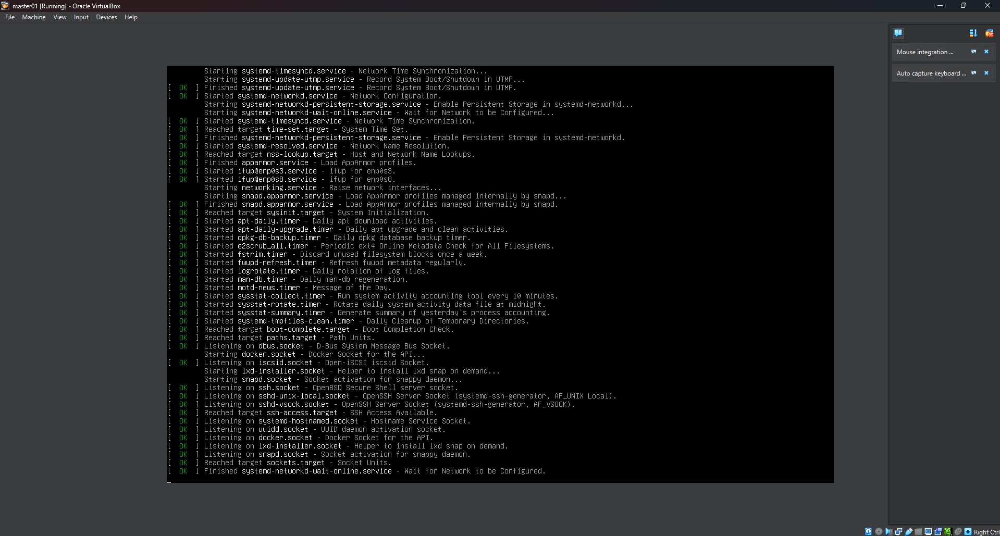 master01 [Running] - Oracle VirtualBox
File Machine View Input Devices Help
Mouse integration ...
Auto capture keyboard ...
Starting systemd-timesyncd.service - Network Time Synchronization...
Starting systemd-update-utmp.service - Record System Boot/Shutdown in UTMP...
[  OK  ] Finished systemd-update-utmp.service - Record System Boot/Shutdown in UTMP.
[  OK  ] Started systemd-networkd.service - Network Configuration.
Starting systemd-networkd-persistent-storage.service - Enable Persistent Storage in systemd-networkd...
Starting systemd-networkd-wait-online.service - Wait for Network to be Configured...
[  OK  ] Started systemd-timesyncd.service - Network Time Synchronization.
[  OK  ] Reached target time-set.target - System Time Set.
[  OK  ] Finished systemd-networkd-persistent-storage.service - Enable Persistent Storage in systemd-networkd.
[  OK  ] Started systemd-resolved.service - Network Name Resolution.
[  OK  ] Reached target nss-lookup.target - Host and Network Name Lookups.
[  OK  ] Finished apparmor.service - Load AppArmor profiles.
[  OK  ] Started ifup@enp0s3.service - ifup for enp0s3.
[  OK  ] Started ifup@enp0s8.service - ifup for enp0s8.
Starting networking.service - Raise network interfaces...
Starting snapd.apparmor.service - Load AppArmor profiles managed internally by snapd...
[  OK  ] Finished snapd.apparmor.service - Load AppArmor profiles managed internally by snapd.
[  OK  ] Reached target sysinit.target - System Initialization.
[  OK  ] Started apt-daily.timer - Daily apt download activities.
[  OK  ] Started apt-daily-upgrade.timer - Daily apt upgrade and clean activities.
[  OK  ] Started dpkg-db-backup.timer - Daily dpkg database backup timer.
[  OK  ] Started e2scrub_all.timer - Periodic ext4 Online Metadata Check for All Filesystems.
[  OK  ] Started fstrim.timer - Discard unused filesystem blocks once a week.
[  OK  ] Started fwupd-refresh.timer - Refresh fwupd metadata regularly.
[  OK  ] Started logrotate.timer - Daily rotation of log files.
[  OK  ] Started man-db.timer - Daily man-db regeneration.
[  OK  ] Started motd-news.timer - Message of the Day.
[  OK  ] Started sysstat-collect.timer - Run system activity accounting tool every 10 minutes.
[  OK  ] Started sysstat-rotate.timer - Rotate daily system activity data file at midnight.
[  OK  ] Started sysstat-summary.timer - Generate summary of yesterday's process accounting.
[  OK  ] Started systemd-tmpfiles-clean.timer - Daily Cleanup of Temporary Directories.
[  OK  ] Reached target boot-complete.target - Boot Completion Check.
[  OK  ] Reached target paths.target - Path Units.
[  OK  ] Listening on dbus.socket - D-Bus System Message Bus Socket.
Starting docker.socket - Docker Socket for the API...
[  OK  ] Listening on iscsid.socket - Open-iSCSI iscsid Socket.
Starting lxd-installer.socket - Helper to install lxd snap on demand...
Starting snapd.socket - Socket activation for snappy daemon...
[  OK  ] Listening on ssh.socket - OpenBSD Secure Shell server socket.
[  OK  ] Listening on sshd-unix-local.socket - OpenSSH Server Socket (systemd-ssh-generator, AF_UNIX Local).
[  OK  ] Listening on sshd-vsock.socket - OpenSSH Server Socket (systemd-ssh-generator, AF_VSOCK).
[  OK  ] Reached target ssh-access.target - SSH Access Available.
[  OK  ] Listening on systemd-hostnamed.socket - Hostname Service Socket.
[  OK  ] Listening on uuidd.socket - UUID daemon activation socket.
[  OK  ] Listening on docker.socket - Docker Socket for the API.
[  OK  ] Listening on lxd-installer.socket - Helper to install lxd snap on demand.
[  OK  ] Listening on snapd.socket - Socket activation for snappy daemon.
[  OK  ] Reached target sockets.target - Socket Units.
[  OK  ] Finished systemd-networkd-wait-online.service - Wait for Network to be Configured.
Right Ctrl